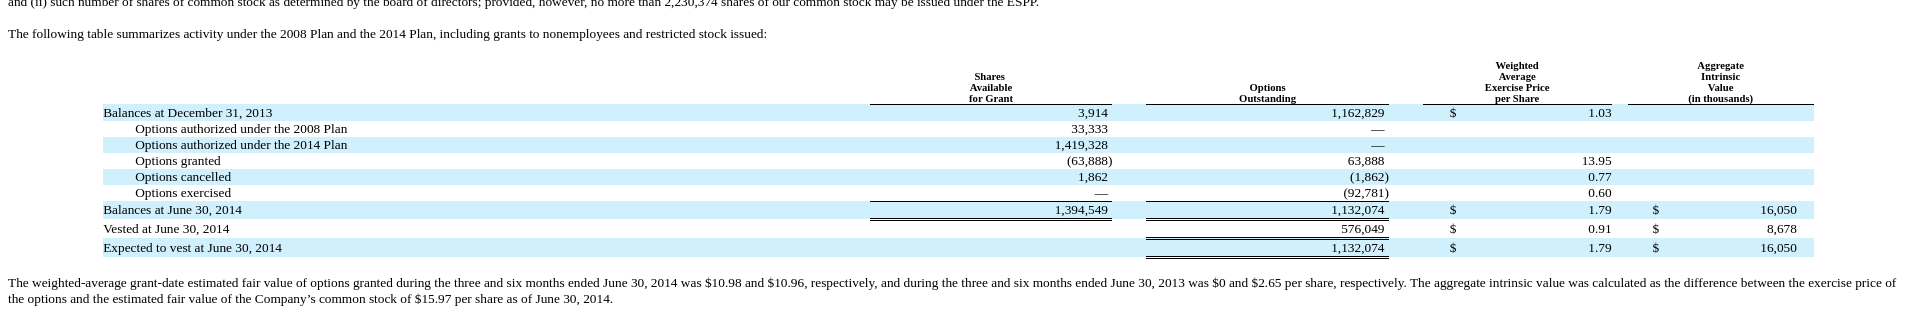 and (ii) such number of shares of common stock as determined by the board of directors; provided, however, no more than 2,230,374 shares of our common stock may be issued under the ESPP.
The following table summarizes activity under the 2008 Plan and the 2014 Plan, including grants to nonemployees and restricted stock issued:
Shares Available for Grant Options Outstanding Weighted Average Exercise Price per Share Aggregate Intrinsic Value (in thousands)
Balances at December 31, 2013 3,914 1,162,829 $ 1.03
Options authorized under the 2008 Plan 33,333 —
Options authorized under the 2014 Plan 1,419,328 —
Options granted (63,888) 63,888 13.95
Options cancelled 1,862 (1,862) 0.77
Options exercised — (92,781) 0.60
Balances at June 30, 2014 1,394,549 1,132,074 $ 1.79 $ 16,050
Vested at June 30, 2014 576,049 $ 0.91 $ 8,678
Expected to vest at June 30, 2014 1,132,074 $ 1.79 $ 16,050
The weighted-average grant-date estimated fair value of options granted during the three and six months ended June 30, 2014 was $10.98 and $10.96, respectively, and during the three and six months ended June 30, 2013 was $0 and $2.65 per share, respectively. The aggregate intrinsic value was calculated as the difference between the exercise price of
the options and the estimated fair value of the Company’s common stock of $15.97 per share as of June 30, 2014.